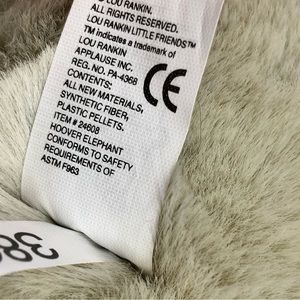 © LOU RANKIN.
ALL RIGHTS RESERVED.
LOU RANKIN LITTLE FRIENDS™
TM indicates a trademark of
LOU RANKIN
APPLAUSE INC.
REG. NO. PA-4368
CONTENTS:
ALL NEW MATERIALS,
SYNTHETIC FIBER,
PLASTIC PELLETS.
ITEM # 24608
HOOVER ELEPHANT
CONFORMS TO SAFETY
REQUIREMENTS OF
ASTM F963
CE
38